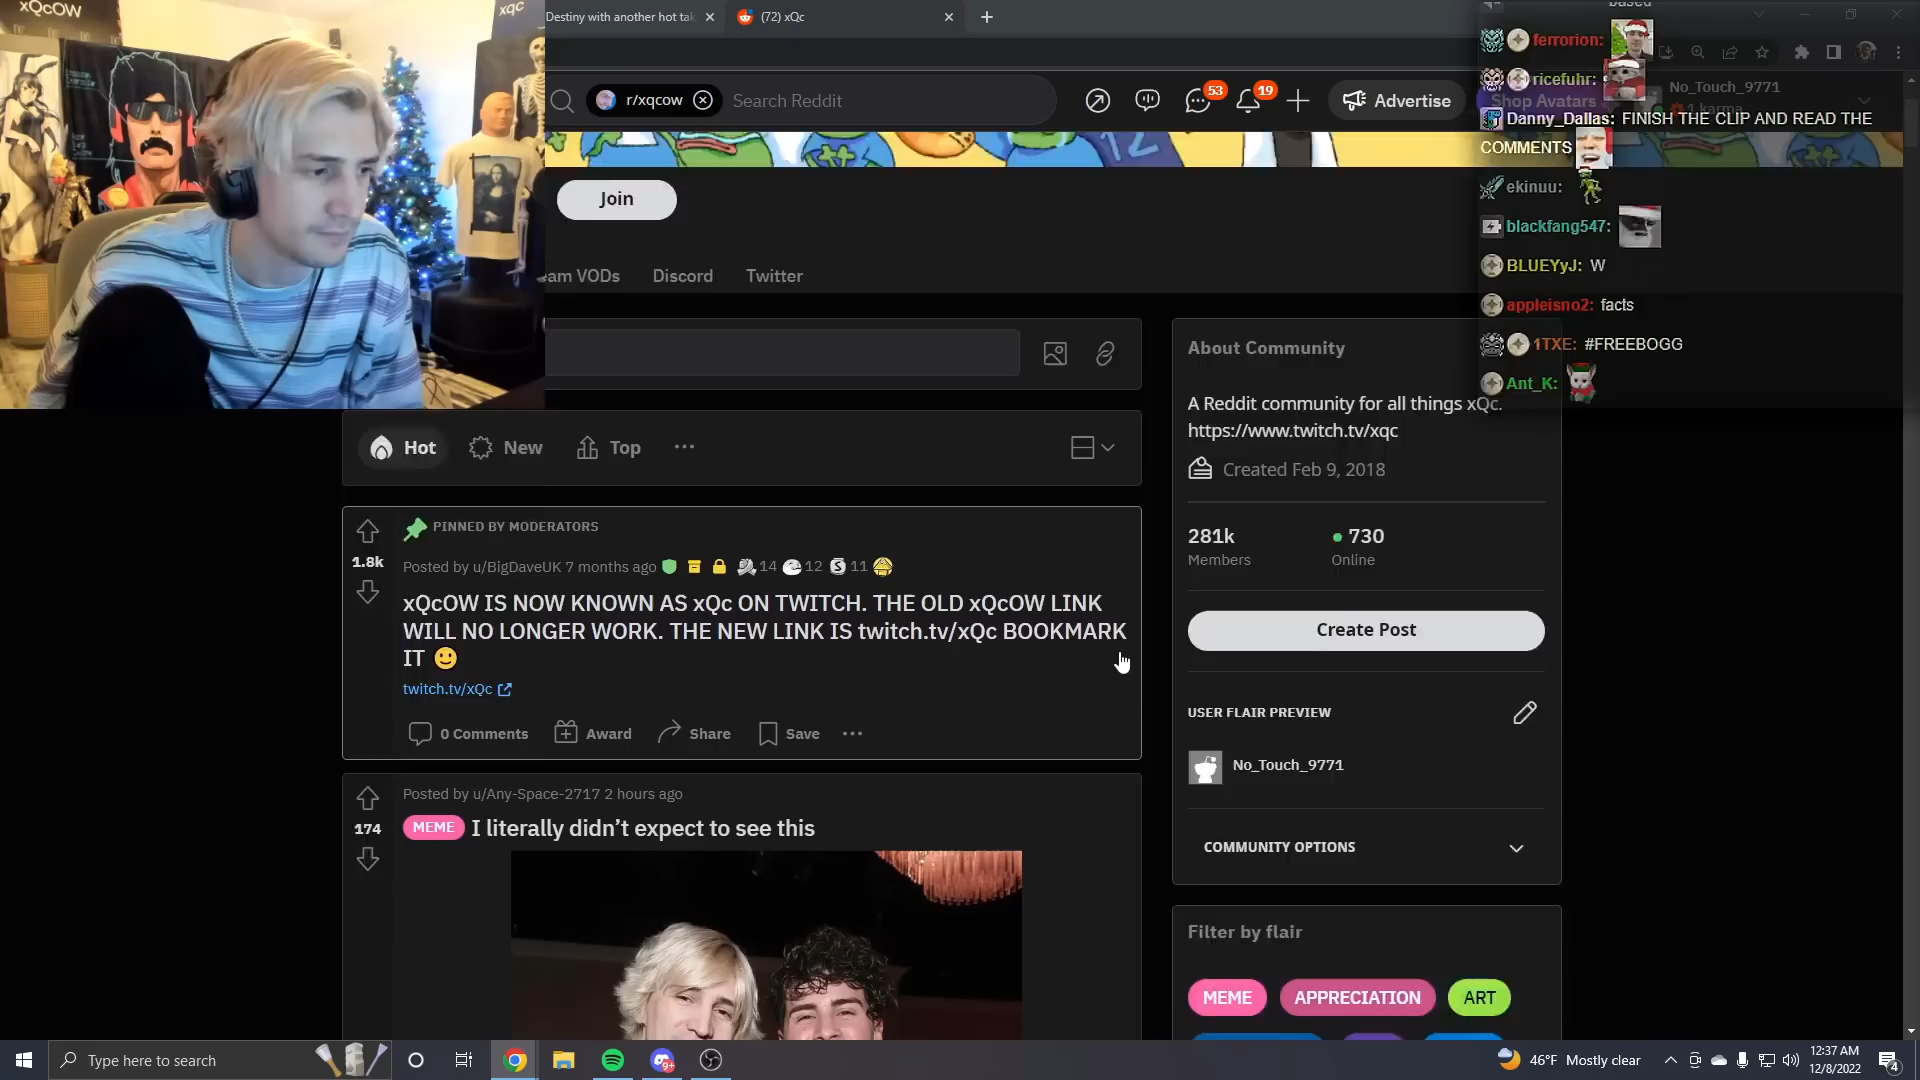 xQcOW
xqc
Destiny with another hot tak
(72) xQc
based
r/xqcow
Search Reddit
53
19
Advertise
Shop Avatars
No_Touch_9771
1 karma
ferrorion:
ricefuhr:
Danny_Dallas: FINISH THE CLIP AND READ THE
COMMENTS
ekinuu:
blackfang547:
BLUEYyJ: W
appleisno2: facts
1TXE: #FREEBOGG
Ant_K:
Join
am VODs
Discord
Twitter
Hot
New
Top
PINNED BY MODERATORS
1.8k
Posted by u/BigDaveUK 7 months ago
14
12
11
xQcOW IS NOW KNOWN AS xQc ON TWITCH. THE OLD xQcOW LINK
WILL NO LONGER WORK. THE NEW LINK IS twitch.tv/xQc BOOKMARK
IT
twitch.tv/xQc
0 Comments
Award
Share
Save
Posted by u/Any-Space-2717 2 hours ago
174
MEME I literally didn’t expect to see this
About Community
A Reddit community for all things xQc.
https://www.twitch.tv/xqc
Created Feb 9, 2018
281k
Members
730
Online
Create Post
USER FLAIR PREVIEW
No_Touch_9771
COMMUNITY OPTIONS
Filter by flair
MEME
APPRECIATION
ART
Type here to search
9+
46°F Mostly clear
12:37 AM
12/8/2022
4